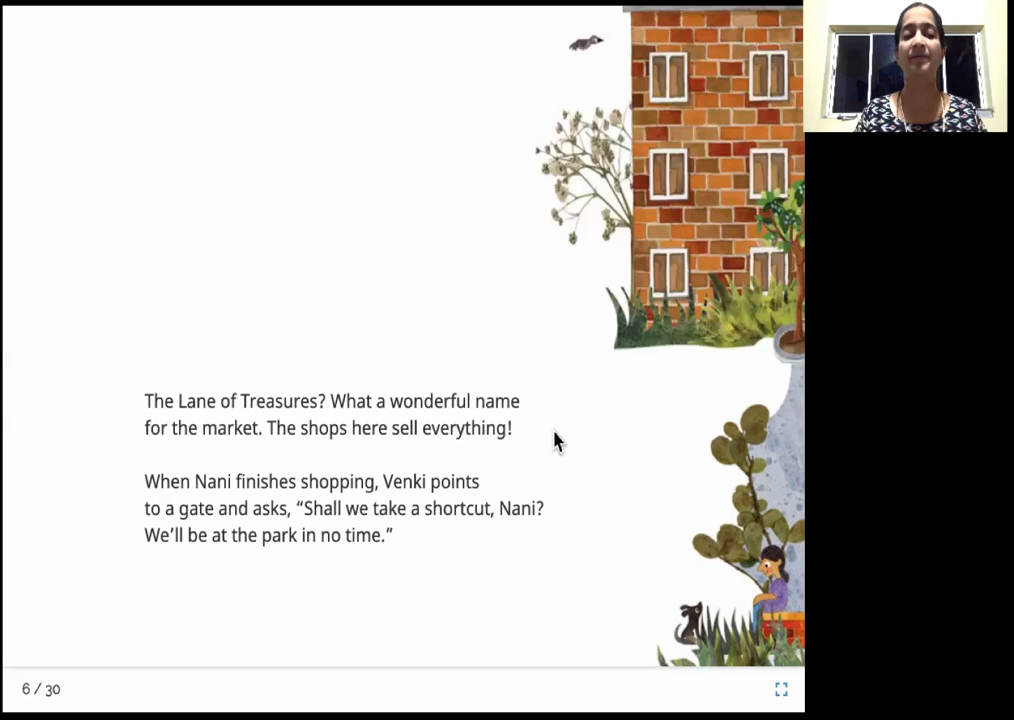 The Lane of Treasures? What a wonderful name
for the market. The shops here sell everything!
When Nani finishes shopping, Venki points
to a gate and asks, “Shall we take a shortcut, Nani?
We’ll be at the park in no time.”
6 / 30